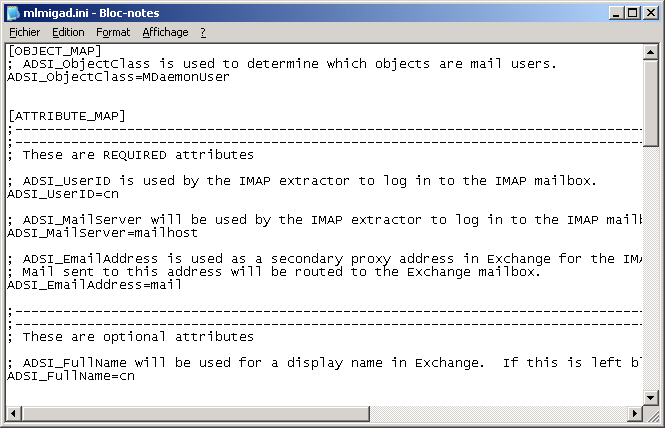 mlmigad.ini - Bloc-notes
Fichier Edition Format Affichage ?
[OBJECT_MAP]
; ADSI_ObjectClass is used to determine which objects are mail users.
ADSI_ObjectClass=MDaemonUser
[ATTRIBUTE_MAP]
;---------------------------------------------------------------------------------
;---------------------------------------------------------------------------------
; These are REQUIRED attributes
; ADSI_UserID is used by the IMAP extractor to log in to the IMAP mailbox.
ADSI_UserID=cn
; ADSI_MailServer will be used by the IMAP extractor to log in to the IMAP mailb
ADSI_MailServer=mailhost
; ADSI_EmailAddress is used as a secondary proxy address in Exchange for the IMA
; Mail sent to this address will be routed to the Exchange mailbox.
ADSI_EmailAddress=mail
;---------------------------------------------------------------------------------
;---------------------------------------------------------------------------------
; These are optional attributes
; ADSI_FullName will be used for a display name in Exchange.  If this is left bl
ADSI_FullName=cn